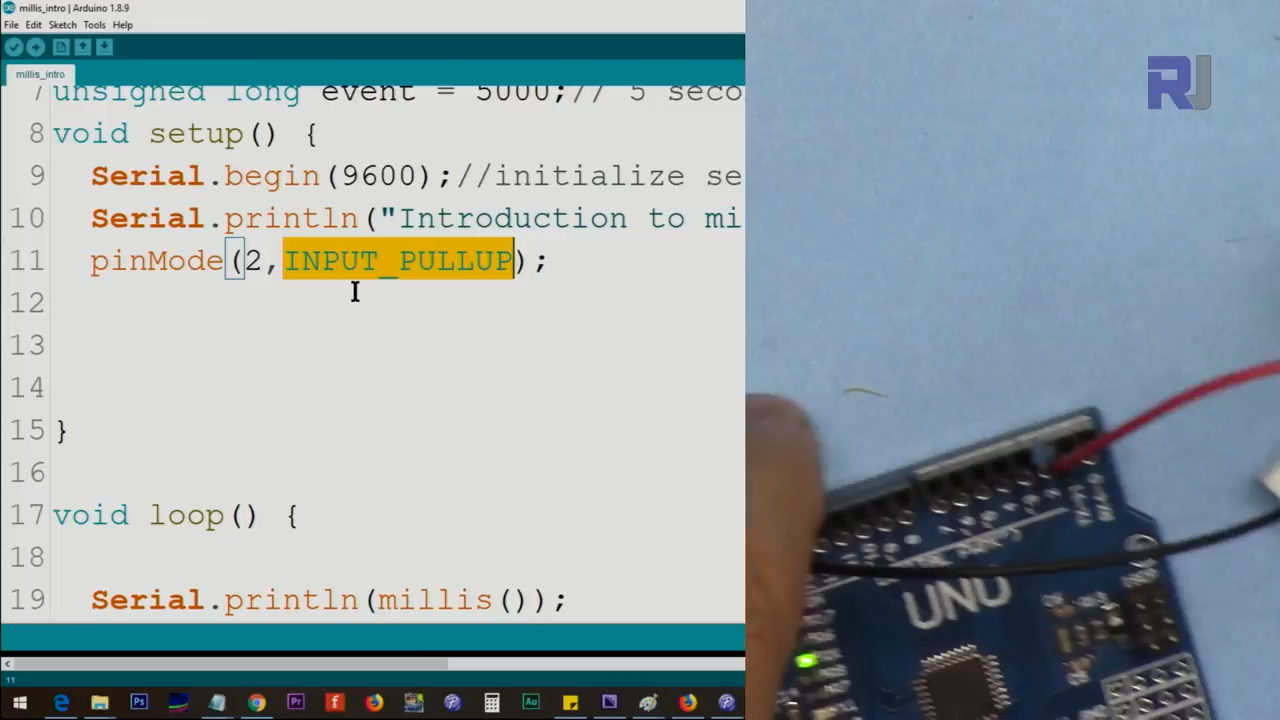 millis_intro | Arduino 1.8.9
File Edit Sketch Tools Help
millis_intro
7 unsigned long event = 5000;// 5 seco
8 void setup() {
9 Serial.begin(9600);//initialize se
10 Serial.println("Introduction to mi
11 pinMode(2,INPUT_PULLUP);
12
13
14
15 }
16
17 void loop() {
18
19 Serial.println(millis());
11
RJ
UNO